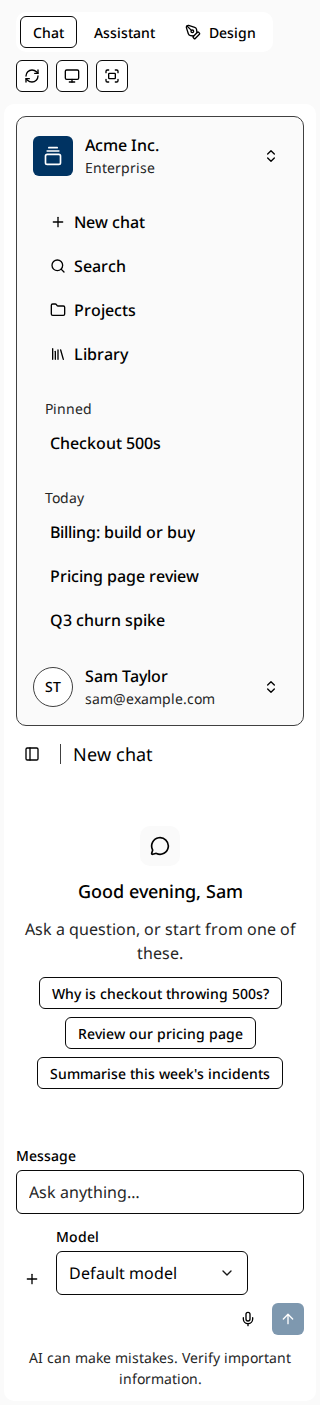 Chat
Assistant
Design
Acme Inc.
Enterprise
New chat
Search
Projects
Library
Pinned
Checkout 500s
Today
Billing: build or buy
Pricing page review
Q3 churn spike
ST
Sam Taylor
sam@example.com
New chat
Good evening, Sam
Ask a question, or start from one of
these.
Why is checkout throwing 500s?
Review our pricing page
Summarise this week's incidents
Message
Ask anything...
Model
Default model
AI can make mistakes. Verify important
information.